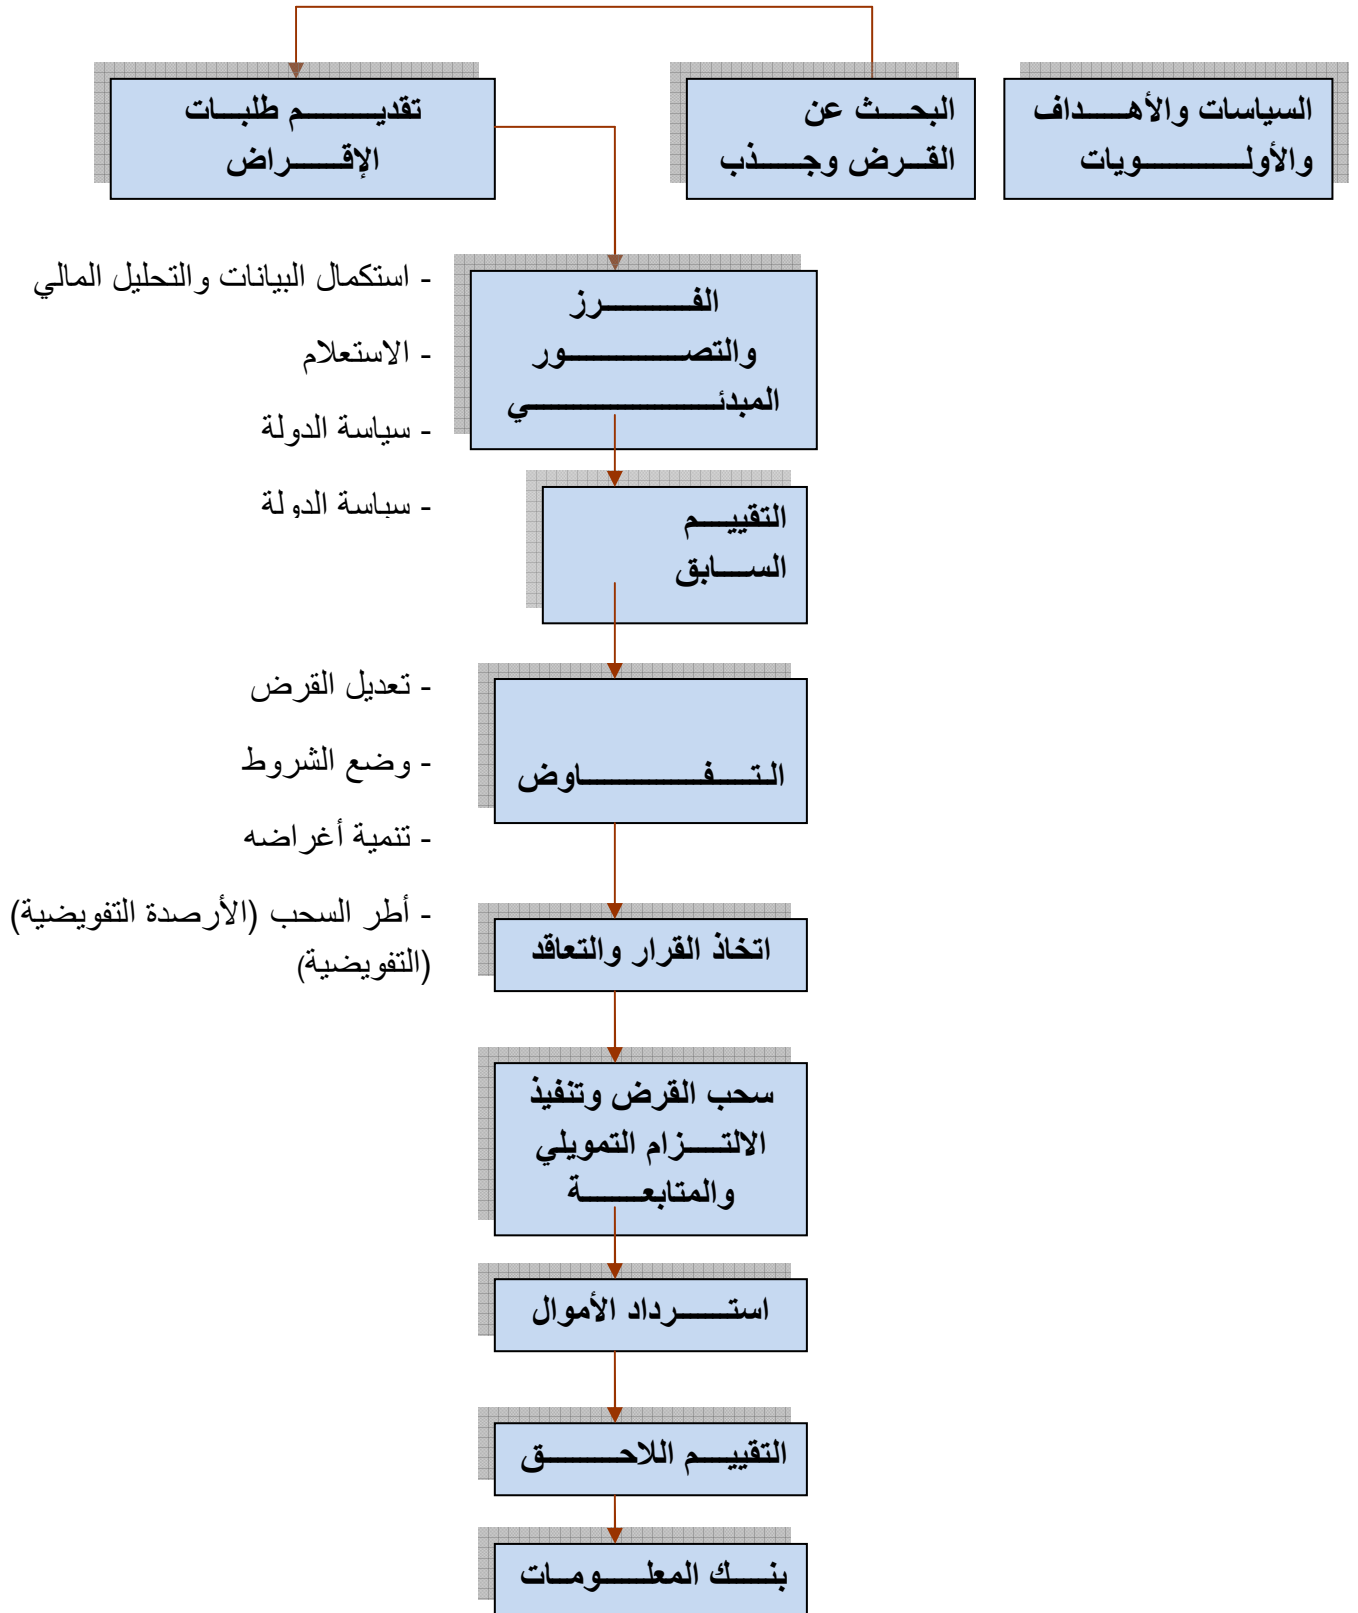 السياسات والأهداف
والأولويات
البحث عن
القرض وجذب
تقديم طلبات
الإقراض
- استكمال البيانات والتحليل المالي
- الاستعلام
- سياسة الدولة
- سياسة الدولة
الفرز
والتصور
المبدئي
التقييم
السابق
- تعديل القرض
- وضع الشروط
- تنمية أغراضه
- أطر السحب (الأرصدة التفويضية)
(التفويضية)
التفاوض
اتخاذ القرار والتعاقد
سحب القرض وتنفيذ
الالتزام التمويلي
والمتابعة
استرداد الأموال
التقييم اللاحق
بنك المعلومات